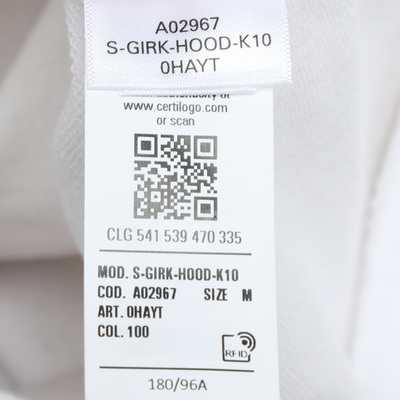 A02967
S-GIRK-HOOD-K10
0HAYT
www.certilogo.com
or scan
CLG 541 539 470 335
MOD. S-GIRK-HOOD-K10
COD. A02967 SIZE M
ART. 0HAYT
COL. 100
RFID
180/96A